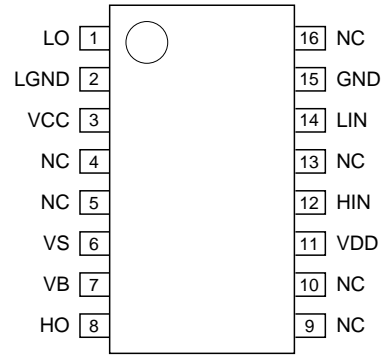 LO 1 16 NC
LGND 2 15 GND
VCC 3 14 LIN
NC 4 13 NC
NC 5 12 HIN
VS 6 11 VDD
VB 7 10 NC
HO 8 9 NC